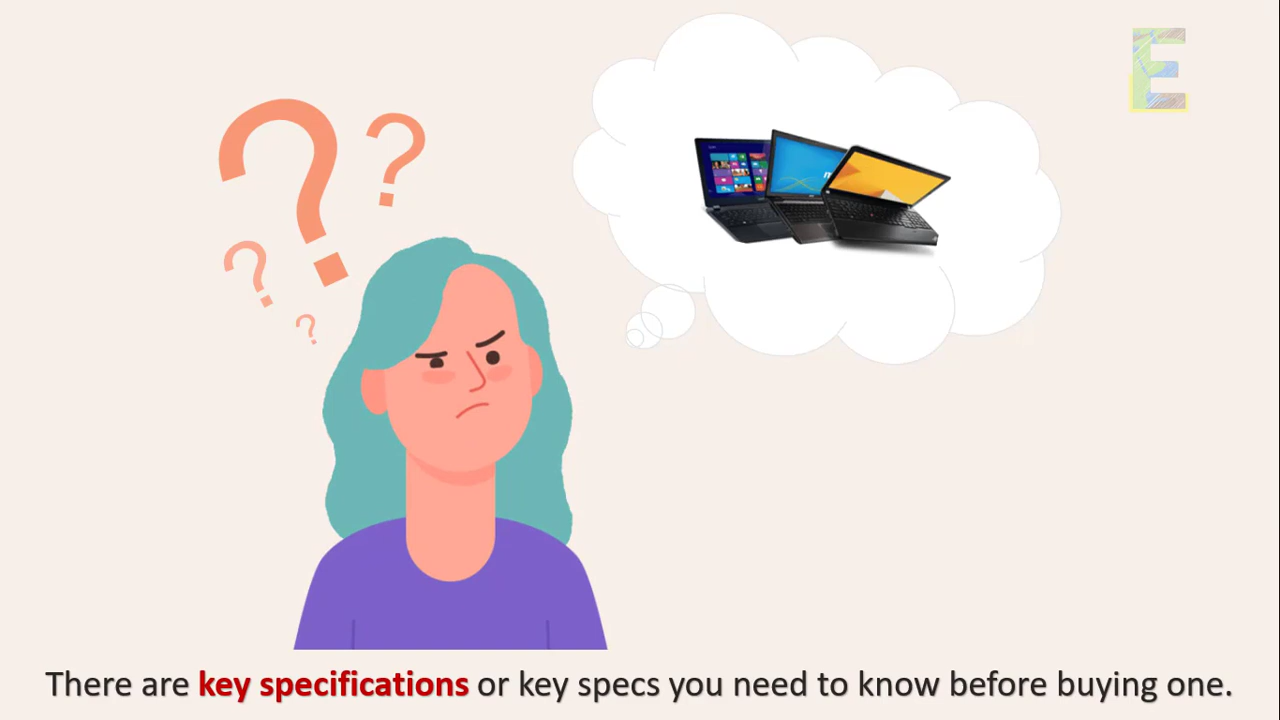 E
? ? ? ?
There are key specifications or key specs you need to know before buying one.